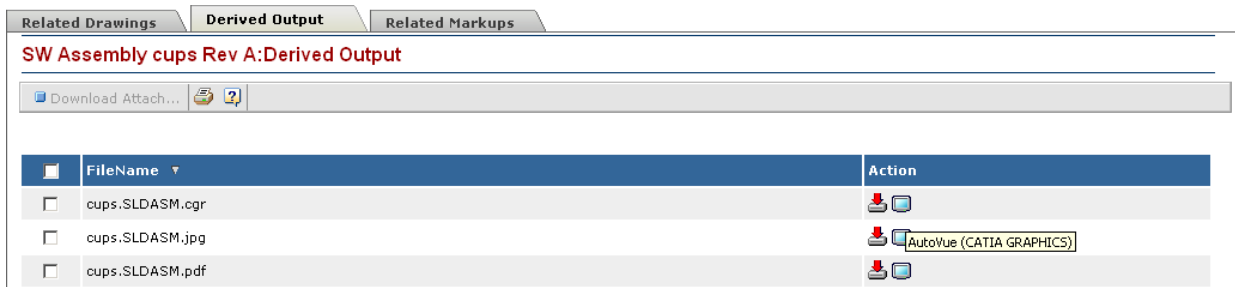 Related Drawings Derived Output Related Markups
SW Assembly cups Rev A:Derived Output
Download Attach...
FileName Action
cups.SLDASM.cgr
cups.SLDASM.jpg
AutoVue (CATIA GRAPHICS)
cups.SLDASM.pdf